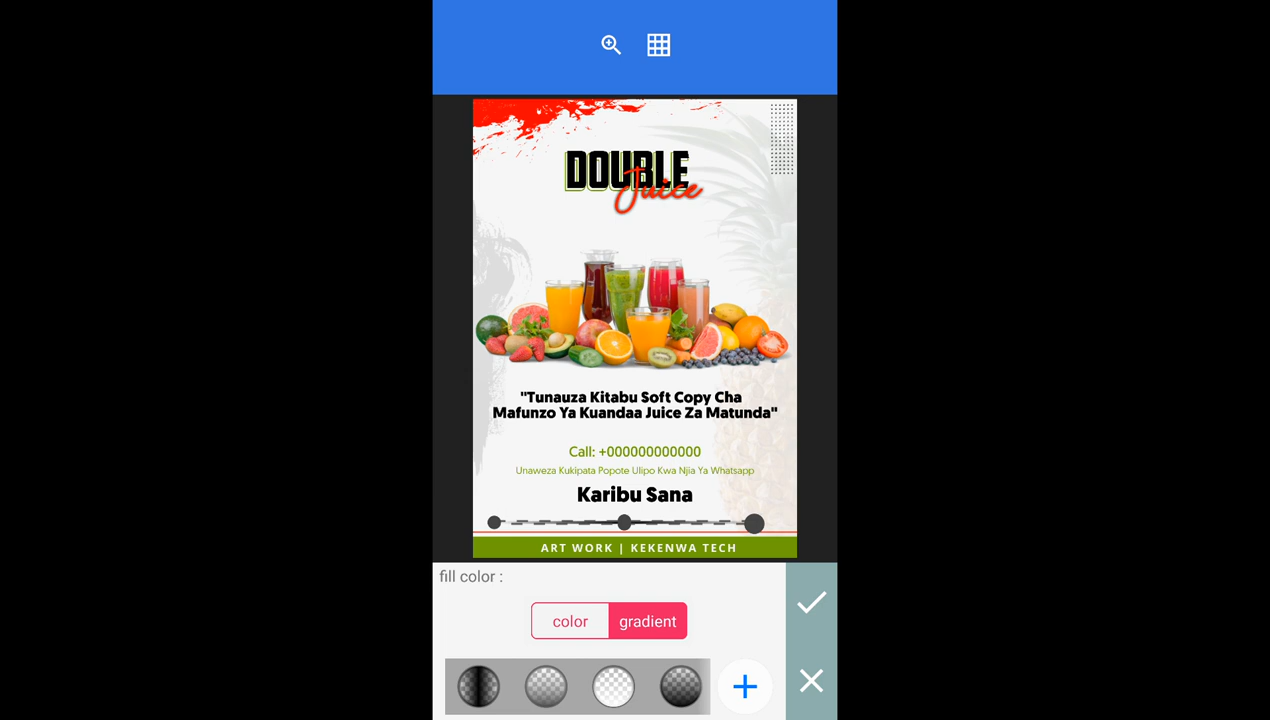 DOUBLE
Juice
"Tunauza Kitabu Soft Copy Cha
Mafunzo Ya Kuandaa Juice Za Matunda"
Call: +000000000000
Unaweza Kukipata Popote Ulipo Kwa Njia Ya Whatsapp
Karibu Sana
ART WORK | KEKENWA TECH
fill color :
color
gradient